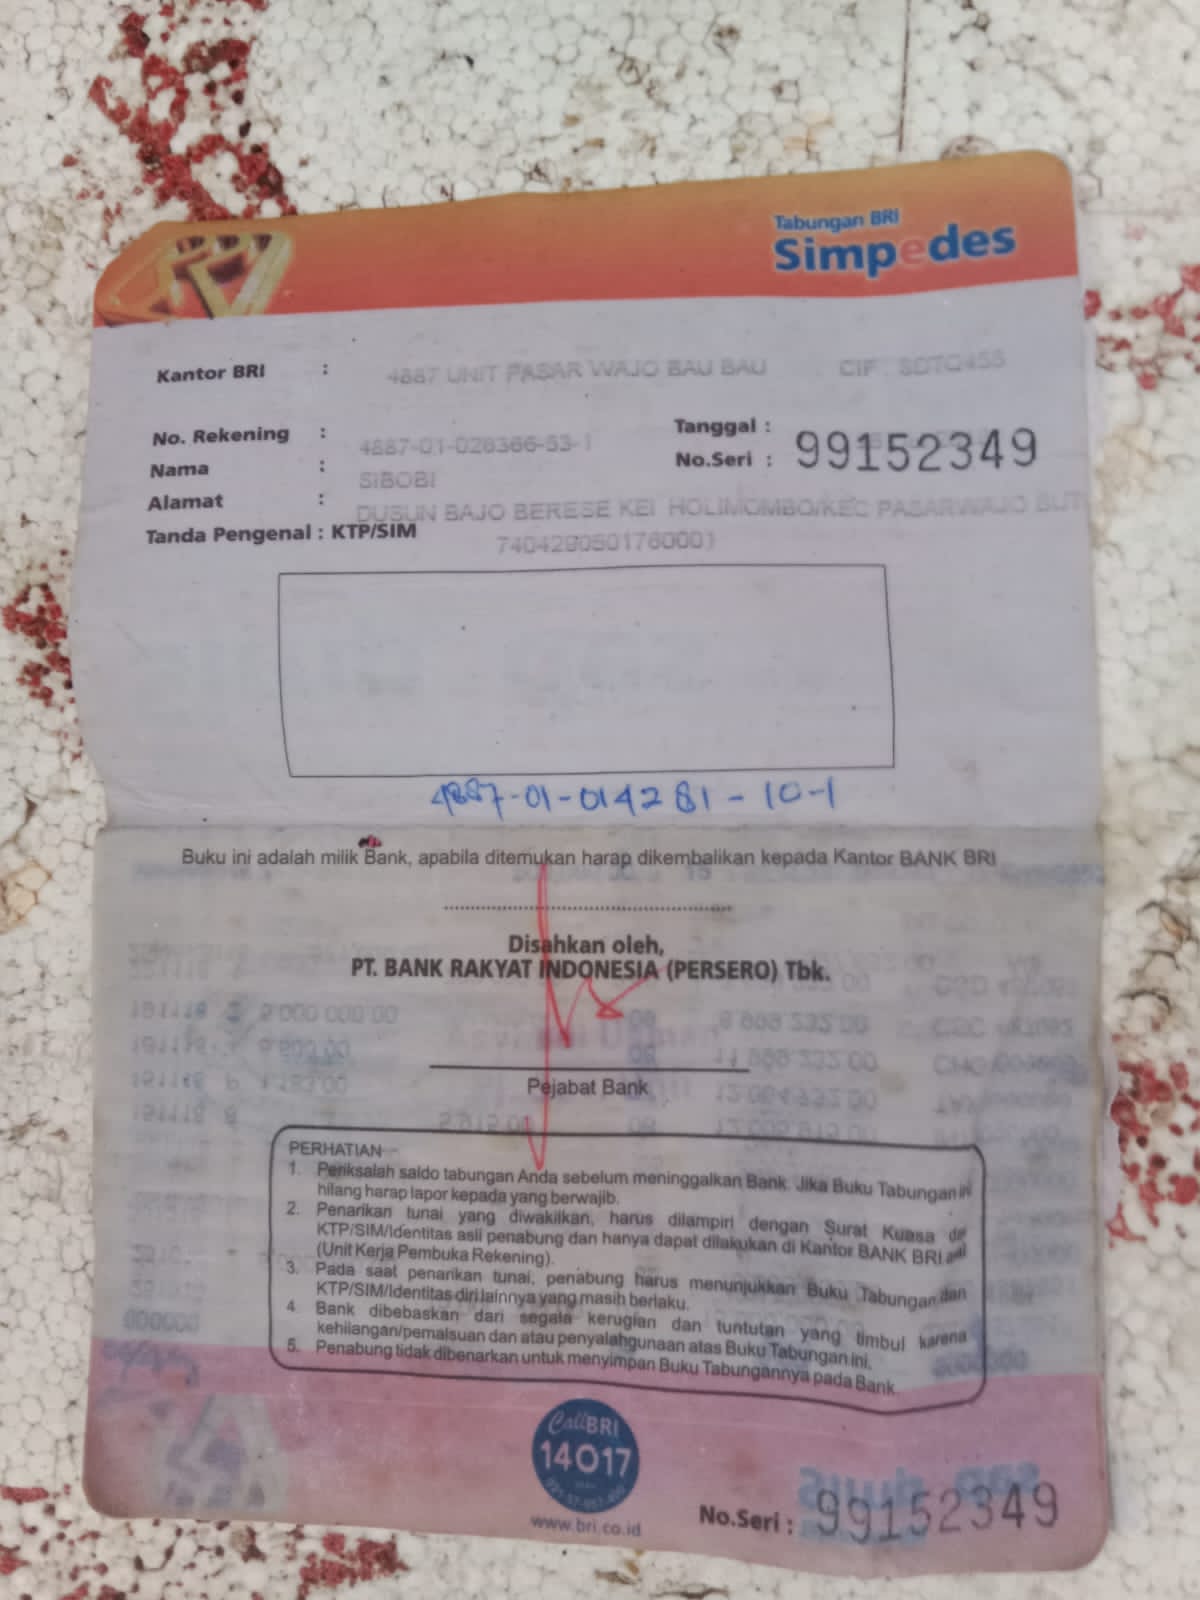 Tabungan BRI
Simpedes
Kantor BRI : 4887 UNIT PASAR WAJO BAU BAU CIF : SDTQ455
No. Rekening : 4887-01-028366-53-1 Tanggal :
Nama : SIBOBI No.Seri : 99152349
Alamat : DUSUN BAJO BERESE KEI HOLIMOMBO/KEC PASARWAJO BUT
Tanda Pengenal : KTP/SIM
4887-01-014281-10-1
Buku ini adalah milik Bank, apabila ditemukan harap dikembalikan kepada Kantor BANK BRI
Disahkan oleh,
PT. BANK RAKYAT INDONESIA (PERSERO) Tbk.
Pejabat Bank
PERHATIAN
1. Periksalah saldo tabungan Anda sebelum meninggalkan Bank. Jika Buku Tabungan ini
hilang harap lapor kepada yang berwajib.
2. Penarikan tunai yang diwakilkan, harus dilampiri dengan Surat Kuasa
KTP/SIM/Identitas asli penabung dan hanya dapat dilakukan di Kantor BANK BRI
(Unit Kerja Pembuka Rekening).
3. Pada saat penarikan tunai, penabung harus menunjukkan Buku Tabungan dan
KTP/SIM/Identitas diri lainnya yang masih berlaku.
4. Bank dibebaskan dari segala kerugian dan tuntutan yang timbul karena
kehilangan/pemalsuan dan atau penyalahgunaan atas Buku Tabungan ini.
5. Penabung tidak dibenarkan untuk menyimpan Buku Tabungannya pada Bank.
CallBRI
14017
www.bri.co.id
No.Seri : 99152349